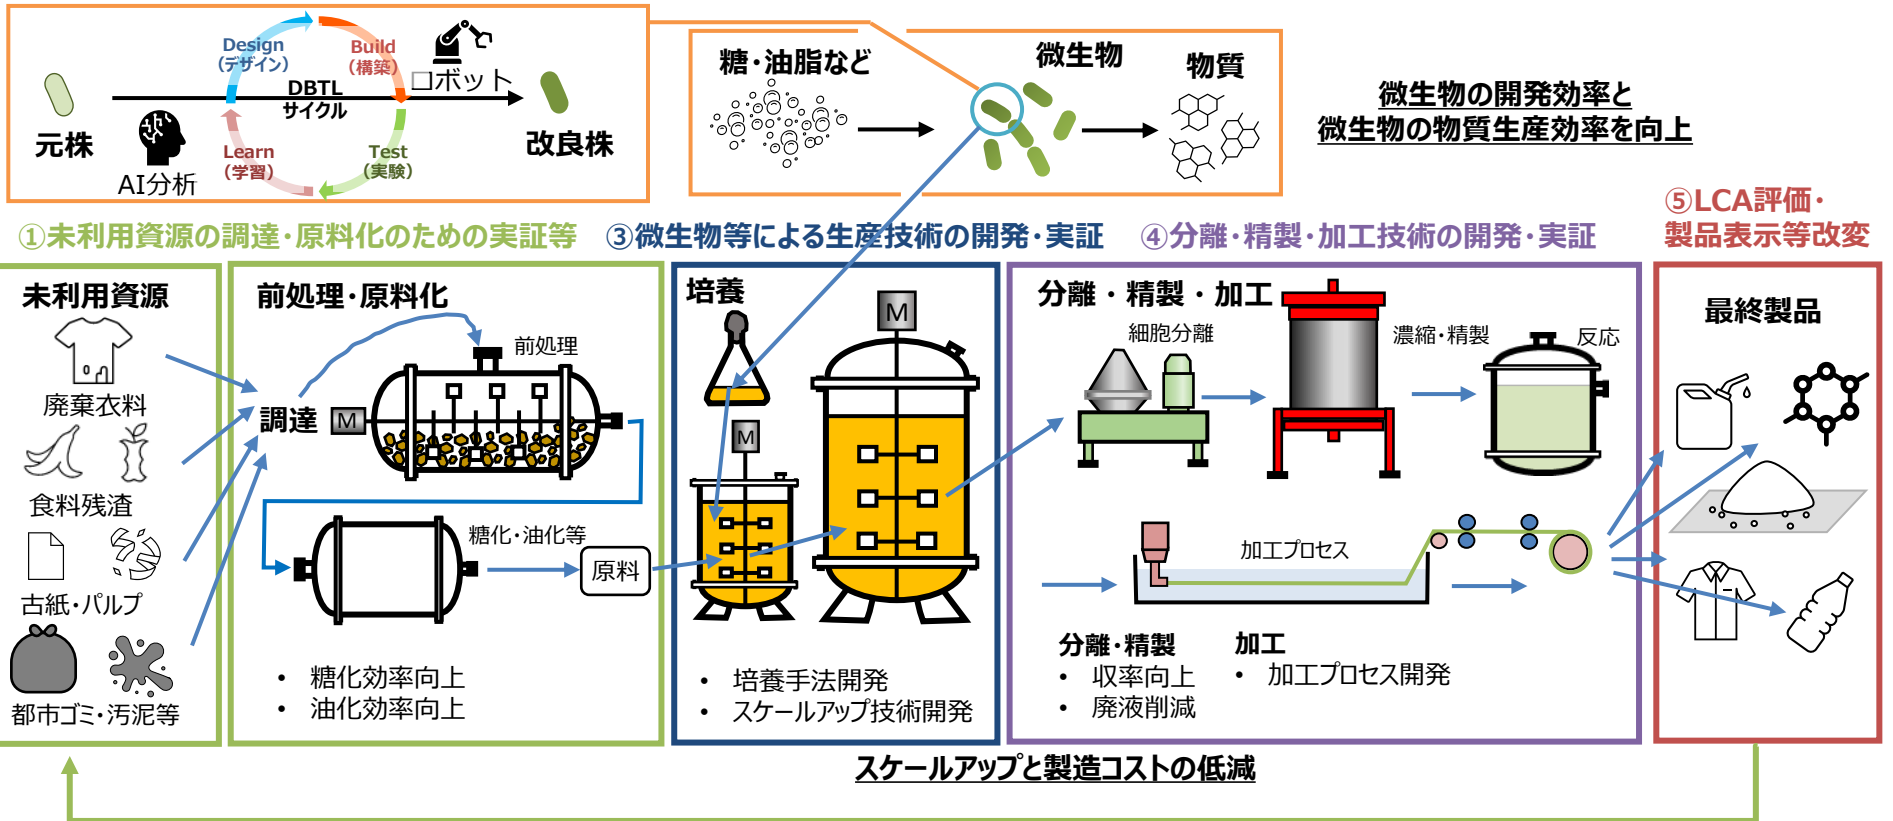 Design
(デザイン)
Build
(構築)
ロボット
DBTL
サイクル
元株
改良株
Learn
(学習)
Test
(実験)
AI分析
糖・油脂など
微生物
物質
微生物の開発効率と
微生物の物質生産効率を向上
①未利用資源の調達・原料化のための実証等
③微生物等による生産技術の開発・実証
④分離・精製・加工技術の開発・実証
⑤LCA評価・
製品表示等改変
未利用資源
廃棄衣料
食料残渣
古紙・パルプ
都市ゴミ・汚泥等
前処理・原料化
前処理
調達
M
糖化・油化等
原料
• 糖化効率向上
• 油化効率向上
培養
M
M
• 培養手法開発
• スケールアップ技術開発
分離・精製・加工
細胞分離
濃縮・精製
反応
加工プロセス
分離・精製
• 収率向上
• 廃液削減
加工
• 加工プロセス開発
最終製品
スケールアップと製造コストの低減